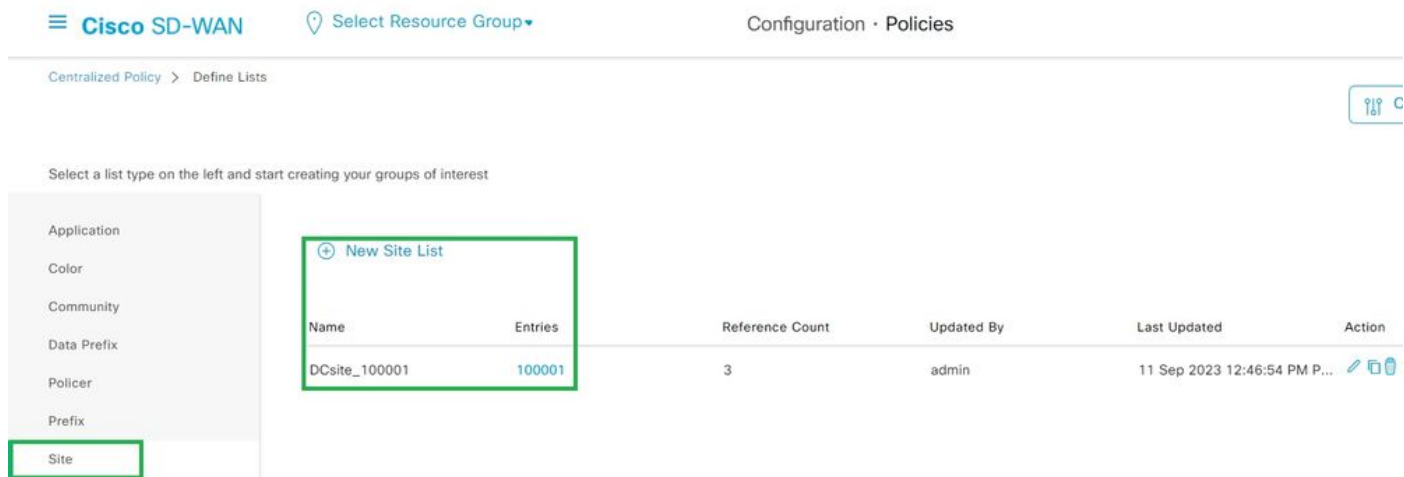 Cisco SD-WAN
Select Resource Group
Configuration · Policies
Centralized Policy > Define Lists
Select a list type on the left and start creating your groups of interest
Application
Color
Community
Data Prefix
Policer
Prefix
Site
New Site List
Name Entries Reference Count Updated By Last Updated Action
DCsite_100001 100001 3 admin 11 Sep 2023 12:46:54 PM P...